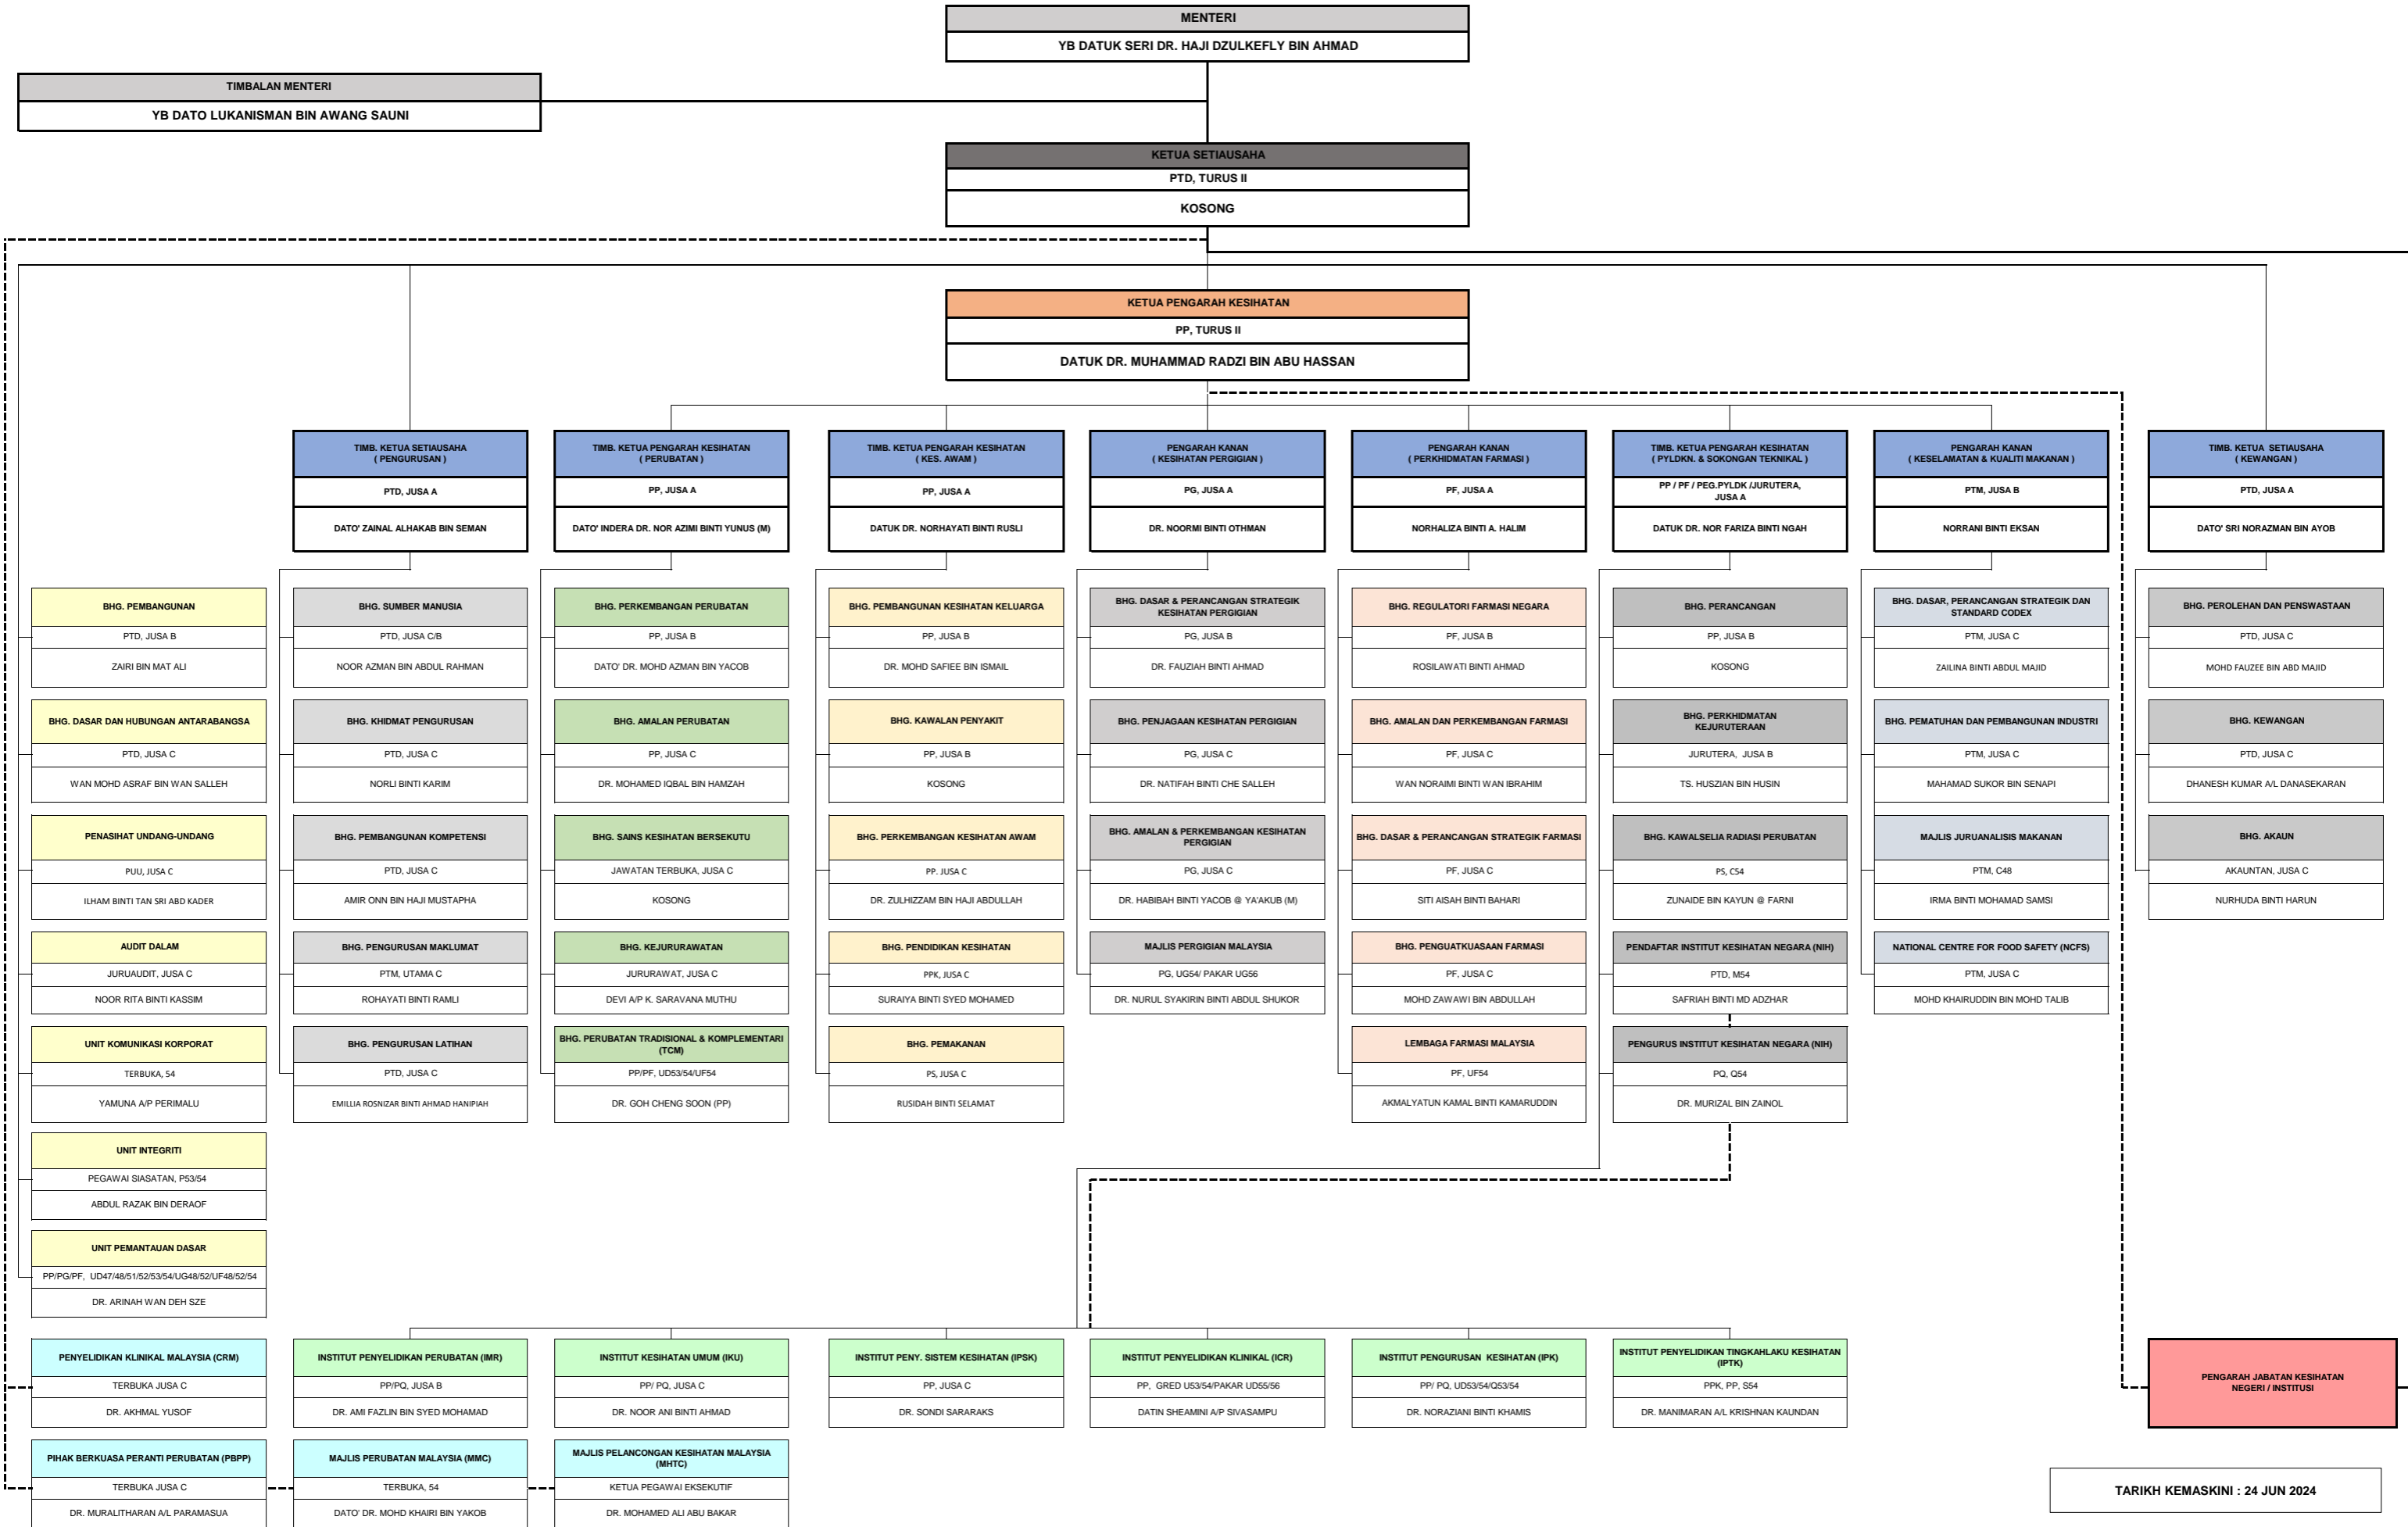 MENTERI
YB DATUK SERI DR. HAJI DZULKEFLY BIN AHMAD
TIMBALAN MENTERI
YB DATO LUKANISMAN BIN AWANG SAUNI
KETUA SETIAUSAHA
PTD, TURUS II
KOSONG
KETUA PENGARAH KESIHATAN
PP, TURUS II
DATUK DR. MUHAMMAD RADZI BIN ABU HASSAN
TIMB. KETUA SETIAUSAHA
( PENGURUSAN )
PTD, JUSA A
DATO' ZAINAL ALHAKAB BIN SEMAN
TIMB. KETUA PENGARAH KESIHATAN
( PERUBATAN )
PP, JUSA A
DATO' INDERA DR. NOR AZIMI BINTI YUNUS (M)
TIMB. KETUA PENGARAH KESIHATAN
( KES. AWAM )
PP, JUSA A
DATUK DR. NORHAYATI BINTI RUSLI
PENGARAH KANAN
( KESIHATAN PERGIGIAN )
PG, JUSA A
DR. NOORMI BINTI OTHMAN
PENGARAH KANAN
( PERKHIDMATAN FARMASI )
PF, JUSA A
NORHALIZA BINTI A. HALIM
TIMB. KETUA PENGARAH KESIHATAN
( PYLDKN. & SOKONGAN TEKNIKAL )
PP / PF / PEG.PYLDK /JURUTERA,
JUSA A
DATUK DR. NOR FARIZA BINTI NGAH
PENGARAH KANAN
( KESELAMATAN & KUALITI MAKANAN )
PTM, JUSA B
NORRANI BINTI EKSAN
TIMB. KETUA  SETIAUSAHA
( KEWANGAN )
PTD, JUSA A
DATO' SRI NORAZMAN BIN AYOB
BHG. PEMBANGUNAN
PTD, JUSA B
ZAIRI BIN MAT ALI
BHG. DASAR DAN HUBUNGAN ANTARABANGSA
PTD, JUSA C
WAN MOHD ASRAF BIN WAN SALLEH
PENASIHAT UNDANG-UNDANG
PUU, JUSA C
ILHAM BINTI TAN SRI ABD KADER
AUDIT DALAM
JURUAUDIT, JUSA C
NOOR RITA BINTI KASSIM
UNIT KOMUNIKASI KORPORAT
TERBUKA, 54
YAMUNA A/P PERIMALU
UNIT INTEGRITI
PEGAWAI SIASATAN, P53/54
ABDUL RAZAK BIN DERAOF
UNIT PEMANTAUAN DASAR
PP/PG/PF,  UD47/48/51/52/53/54/UG48/52/UF48/52/54
DR. ARINAH WAN DEH SZE
BHG. SUMBER MANUSIA
PTD, JUSA C/B
NOOR AZMAN BIN ABDUL RAHMAN
BHG. KHIDMAT PENGURUSAN
PTD, JUSA C
NORLI BINTI KARIM
BHG. PEMBANGUNAN KOMPETENSI
PTD, JUSA C
AMIR ONN BIN HAJI MUSTAPHA
BHG. PENGURUSAN MAKLUMAT
PTM, UTAMA C
ROHAYATI BINTI RAMLI
BHG. PENGURUSAN LATIHAN
PTD, JUSA C
EMILLIA ROSNIZAR BINTI AHMAD HANIPIAH
BHG. PERKEMBANGAN PERUBATAN
PP, JUSA B
DATO' DR. MOHD AZMAN BIN YACOB
BHG. AMALAN PERUBATAN
PP, JUSA C
DR. MOHAMED IQBAL BIN HAMZAH
BHG. SAINS KESIHATAN BERSEKUTU
JAWATAN TERBUKA, JUSA C
KOSONG
BHG. KEJURURAWATAN
JURURAWAT, JUSA C
DEVI A/P K. SARAVANA MUTHU
BHG. PERUBATAN TRADISIONAL & KOMPLEMENTARI
(TCM)
PP/PF, UD53/54/UF54
DR. GOH CHENG SOON (PP)
BHG. PEMBANGUNAN KESIHATAN KELUARGA
PP, JUSA B
DR. MOHD SAFIEE BIN ISMAIL
BHG. KAWALAN PENYAKIT
PP, JUSA B
KOSONG
BHG. PERKEMBANGAN KESIHATAN AWAM
PP. JUSA C
DR. ZULHIZZAM BIN HAJI ABDULLAH
BHG. PENDIDIKAN KESIHATAN
PPK, JUSA C
SURAIYA BINTI SYED MOHAMED
BHG. PEMAKANAN
PS, JUSA C
RUSIDAH BINTI SELAMAT
BHG. DASAR & PERANCANGAN STRATEGIK
KESIHATAN PERGIGIAN
PG, JUSA B
DR. FAUZIAH BINTI AHMAD
BHG. PENJAGAAN KESIHATAN PERGIGIAN
PG, JUSA C
DR. NATIFAH BINTI CHE SALLEH
BHG. AMALAN & PERKEMBANGAN KESIHATAN
PERGIGIAN
PG, JUSA C
DR. HABIBAH BINTI YACOB @ YA'AKUB (M)
MAJLIS PERGIGIAN MALAYSIA
PG, UG54/ PAKAR UG56
DR. NURUL SYAKIRIN BINTI ABDUL SHUKOR
BHG. REGULATORI FARMASI NEGARA
PF, JUSA B
ROSILAWATI BINTI AHMAD
BHG. AMALAN DAN PERKEMBANGAN FARMASI
PF, JUSA C
WAN NORAIMI BINTI WAN IBRAHIM
BHG. DASAR & PERANCANGAN STRATEGIK FARMASI
PF, JUSA C
SITI AISAH BINTI BAHARI
BHG. PENGUATKUASAAN FARMASI
PF, JUSA C
MOHD ZAWAWI BIN ABDULLAH
LEMBAGA FARMASI MALAYSIA
PF, UF54
AKMALYATUN KAMAL BINTI KAMARUDDIN
BHG. PERANCANGAN
PP, JUSA B
KOSONG
BHG. PERKHIDMATAN
KEJURUTERAAN
JURUTERA,  JUSA B
TS. HUSZIAN BIN HUSIN
BHG. KAWALSELIA RADIASI PERUBATAN
PS, C54
ZUNAIDE BIN KAYUN @ FARNI
PENDAFTAR INSTITUT KESIHATAN NEGARA (NIH)
PTD, M54
SAFRIAH BINTI MD ADZHAR
PENGURUS INSTITUT KESIHATAN NEGARA (NIH)
PQ, Q54
DR. MURIZAL BIN ZAINOL
BHG. DASAR, PERANCANGAN STRATEGIK DAN
STANDARD CODEX
PTM, JUSA C
ZAILINA BINTI ABDUL MAJID
BHG. PEMATUHAN DAN PEMBANGUNAN INDUSTRI
PTM, JUSA C
MAHAMAD SUKOR BIN SENAPI
MAJLIS JURUANALISIS MAKANAN
PTM, C48
IRMA BINTI MOHAMAD SAMSI
NATIONAL CENTRE FOR FOOD SAFETY (NCFS)
PTM, JUSA C
MOHD KHAIRUDDIN BIN MOHD TALIB
BHG. PEROLEHAN DAN PENSWASTAAN
PTD, JUSA C
MOHD FAUZEE BIN ABD MAJID
BHG. KEWANGAN
PTD, JUSA C
DHANESH KUMAR A/L DANASEKARAN
BHG. AKAUN
AKAUNTAN, JUSA C
NURHUDA BINTI HARUN
PENYELIDIKAN KLINIKAL MALAYSIA (CRM)
TERBUKA JUSA C
DR. AKHMAL YUSOF
INSTITUT PENYELIDIKAN PERUBATAN (IMR)
PP/PQ, JUSA B
DR. AMI FAZLIN BIN SYED MOHAMAD
INSTITUT KESIHATAN UMUM (IKU)
PP/ PQ, JUSA C
DR. NOOR ANI BINTI AHMAD
INSTITUT PENY. SISTEM KESIHATAN (IPSK)
PP, JUSA C
DR. SONDI SARARAKS
INSTITUT PENYELIDIKAN KLINIKAL (ICR)
PP,  GRED U53/54/PAKAR UD55/56
DATIN SHEAMINI A/P SIVASAMPU
INSTITUT PENGURUSAN  KESIHATAN (IPK)
PP/ PQ, UD53/54/Q53/54
DR. NORAZIANI BINTI KHAMIS
INSTITUT PENYELIDIKAN TINGKAHLAKU KESIHATAN
(IPTK)
PPK, PP, S54
DR. MANIMARAN A/L KRISHNAN KAUNDAN
PENGARAH JABATAN KESIHATAN
NEGERI / INSTITUSI
PIHAK BERKUASA PERANTI PERUBATAN (PBPP)
TERBUKA JUSA C
DR. MURALITHARAN A/L PARAMASUA
MAJLIS PERUBATAN MALAYSIA (MMC)
TERBUKA, 54
DATO' DR. MOHD KHAIRI BIN YAKOB
MAJLIS PELANCONGAN KESIHATAN MALAYSIA
(MHTC)
KETUA PEGAWAI EKSEKUTIF
DR. MOHAMED ALI ABU BAKAR
TARIKH KEMASKINI : 24 JUN 2024